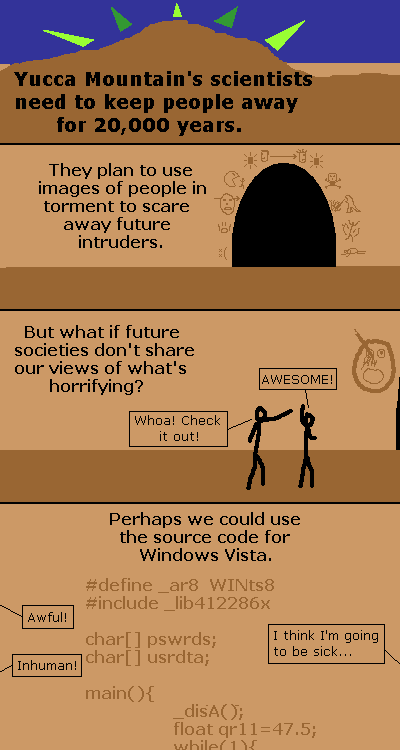 Yucca Mountain's scientists
need to keep people away
for 20,000 years.
They plan to use
images of people in
torment to scare
away future
intruders.
:(
But what if future
societies don't share
our views of what's
horrifying?
AWESOME!
Whoa! Check
it out!
Perhaps we could use
the source code for
Windows Vista.
#define _ar8 WINts8
#include _lib412286x
Awful!
char[] pswrds;
char[] usrdta;
I think I'm going
to be sick...
Inhuman!
main(){
_disA();
float qr11=47.5;
while(1){